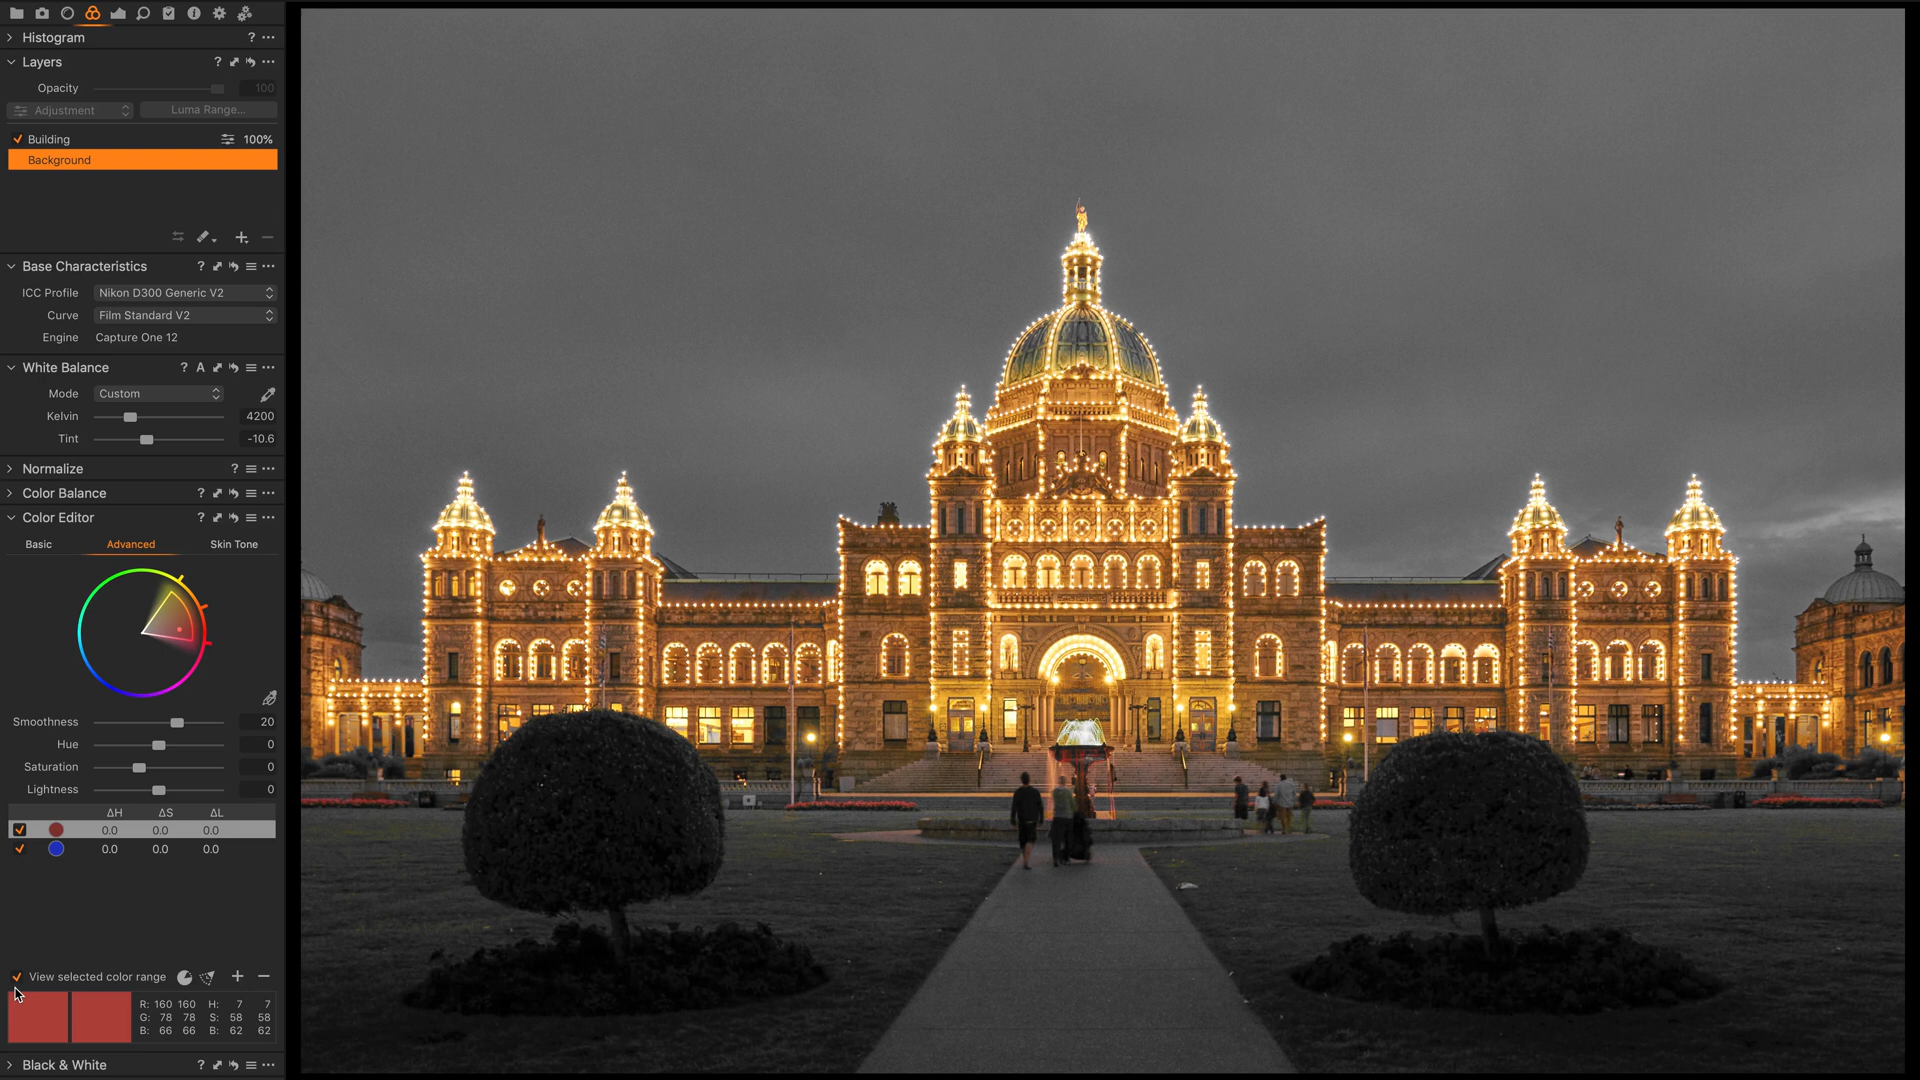 Histogram ? ...
Layers ? ...
Opacity 100
Adjustment Luma Range...
Building 100%
Background
Base Characteristics ? ...
ICC Profile Nikon D300 Generic V2
Curve Film Standard V2
Engine Capture One 12
White Balance ? A ...
Mode Custom
Kelvin 4200
Tint -10.6
Normalize ? ...
Color Balance ? ...
Color Editor ? ...
Basic Advanced Skin Tone
Smoothness 20
Hue 0
Saturation 0
Lightness 0
ΔH ΔS ΔL
0.0 0.0 0.0
0.0 0.0 0.0
View selected color range
R: 160 160 H: 7 7
G: 78 78 S: 58 58
B: 66 66 B: 62 62
Black & White ? ...